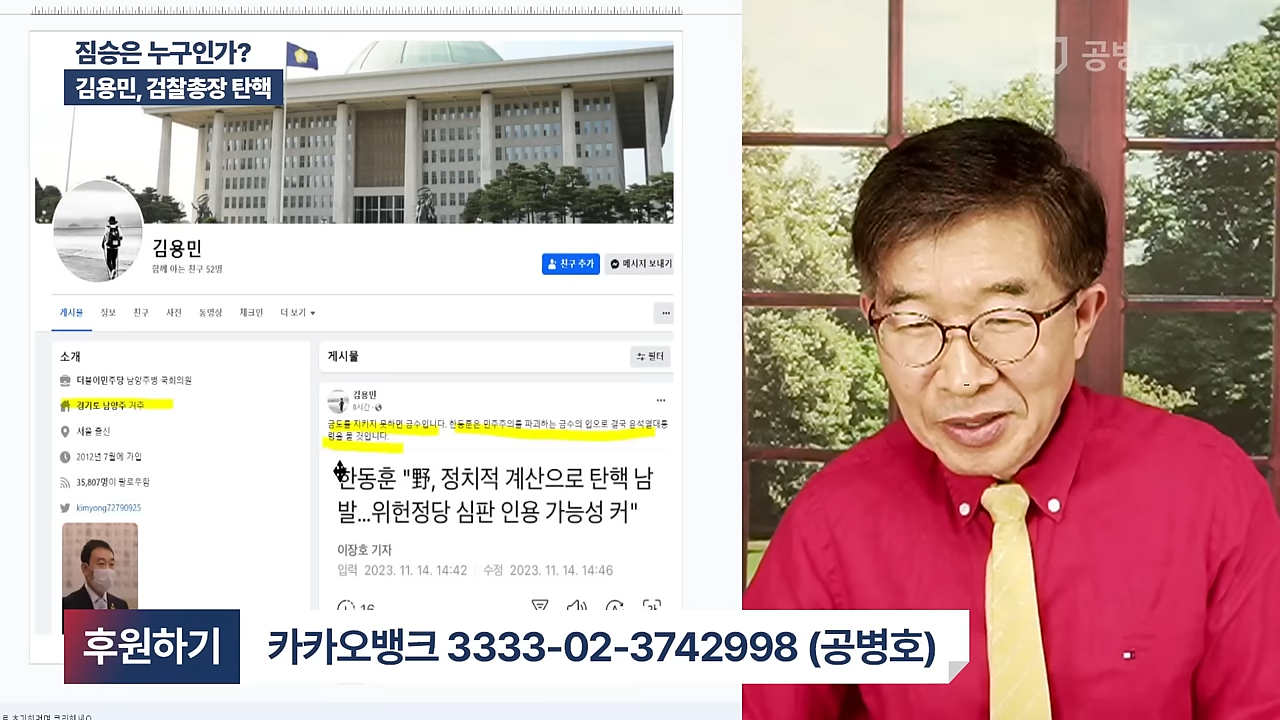 짐승은 누구인가?
김용민, 검찰총장 탄핵
공병호TV
김용민
함께 아는 친구 52명
친구 추가
메시지 보내기
게시물 정보 친구 사진 동영상 체크인 더 보기
소개
더불어민주당 남양주병 국회의원
경기도 남양주 거주
서울 출신
2012년 7월에 가입
35,807명이 팔로우함
kimyong72790925
게시물
필터
김용민
8시간
금도를 지키지 못하면 금수입니다. 한동훈은 민주주의를 파괴하는 금수의 입으로 결국 윤석열대통
령을 물 것입니다.
한동훈 "野, 정치적 계산으로 탄핵 남
발...위헌정당 심판 인용 가능성 커"
이장호 기자
입력 2023. 11. 14. 14:42 수정 2023. 11. 14. 14:46
16
가
후원하기
카카오뱅크 3333-02-3742998 (공병호)